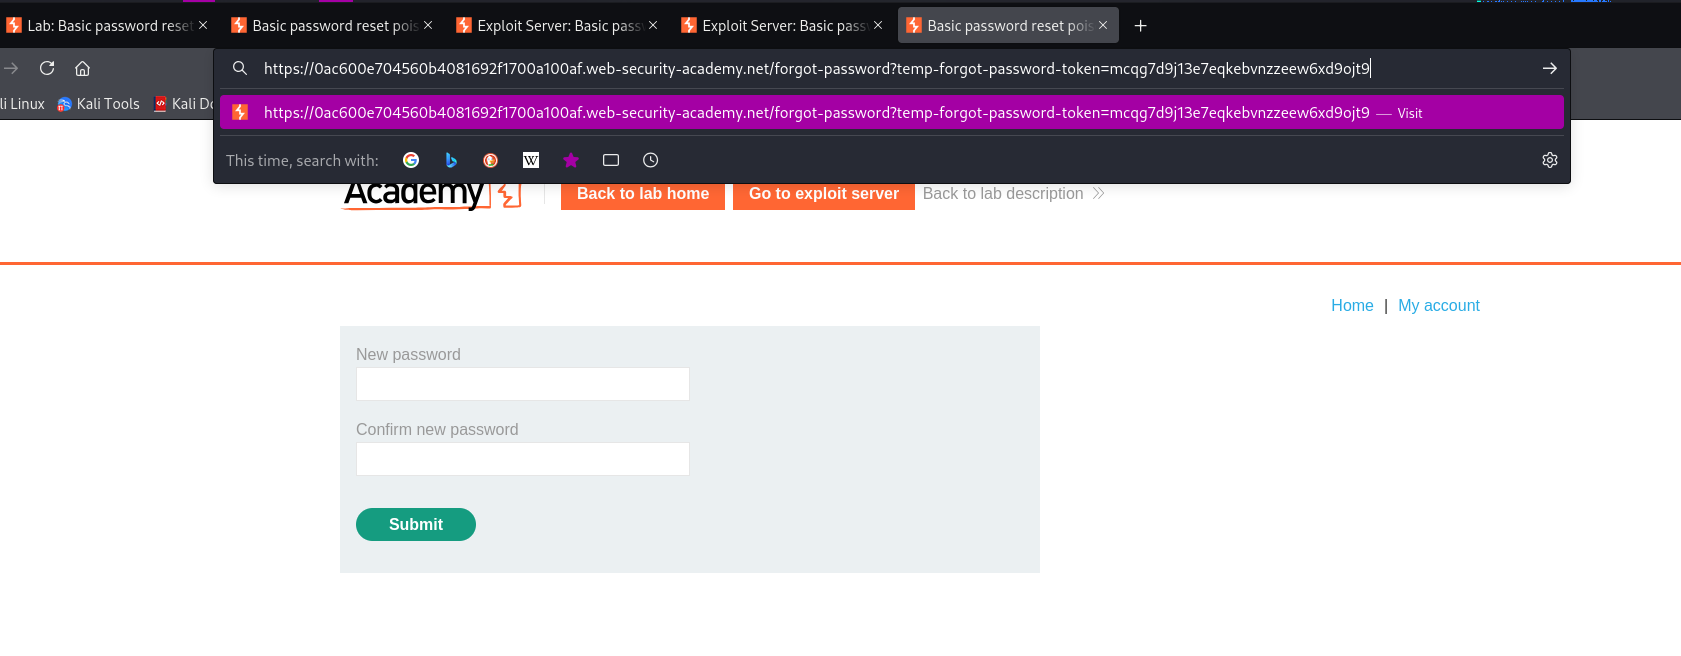 Lab: Basic password reset
Basic password reset pois
Exploit Server: Basic pass
Exploit Server: Basic pass
Basic password reset pois
https://0ac600e704560b4081692f1700a100af.web-security-academy.net/forgot-password?temp-forgot-password-token=mcqg7d9j13e7eqkebvnzzeew6xd9ojt9
li Linux Kali Tools Kali Do
https://0ac600e704560b4081692f1700a100af.web-security-academy.net/forgot-password?temp-forgot-password-token=mcqg7d9j13e7eqkebvnzzeew6xd9ojt9 — Visit
This time, search with: W
Academy Back to lab home Go to exploit server Back to lab description
Home | My account
New password
Confirm new password
Submit